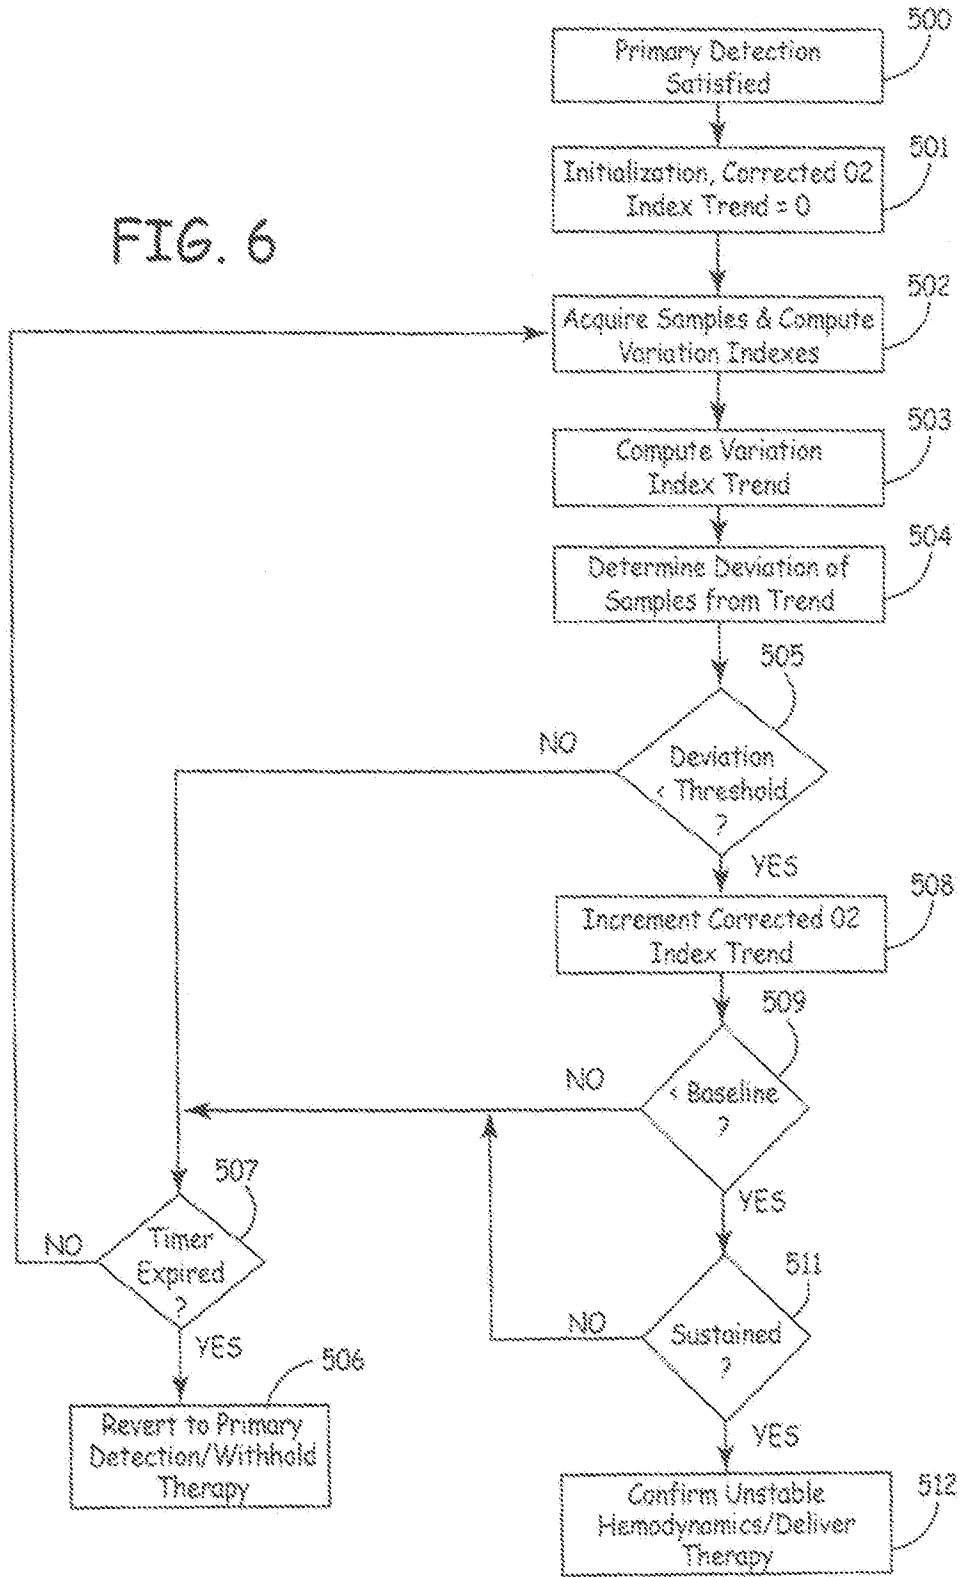 500
Primary Detection
Satisfied
501
Initialization, Corrected O2
Index Trend = 0
FIG. 6
502
Acquire Samples & Compute
Variation Indexes
503
Compute Variation
Index Trend
504
Determine Deviation of
Samples from Trend
505
NO
Deviation
< Threshold
?
YES
508
Increment Corrected O2
Index Trend
509
NO
< Baseline
?
YES
507
NO
Timer
Expired
?
YES
511
NO
Sustained
?
YES
506
Revert to Primary
Detection/Withhold
Therapy
512
Confirm Unstable
Hemodynamics/Deliver
Therapy